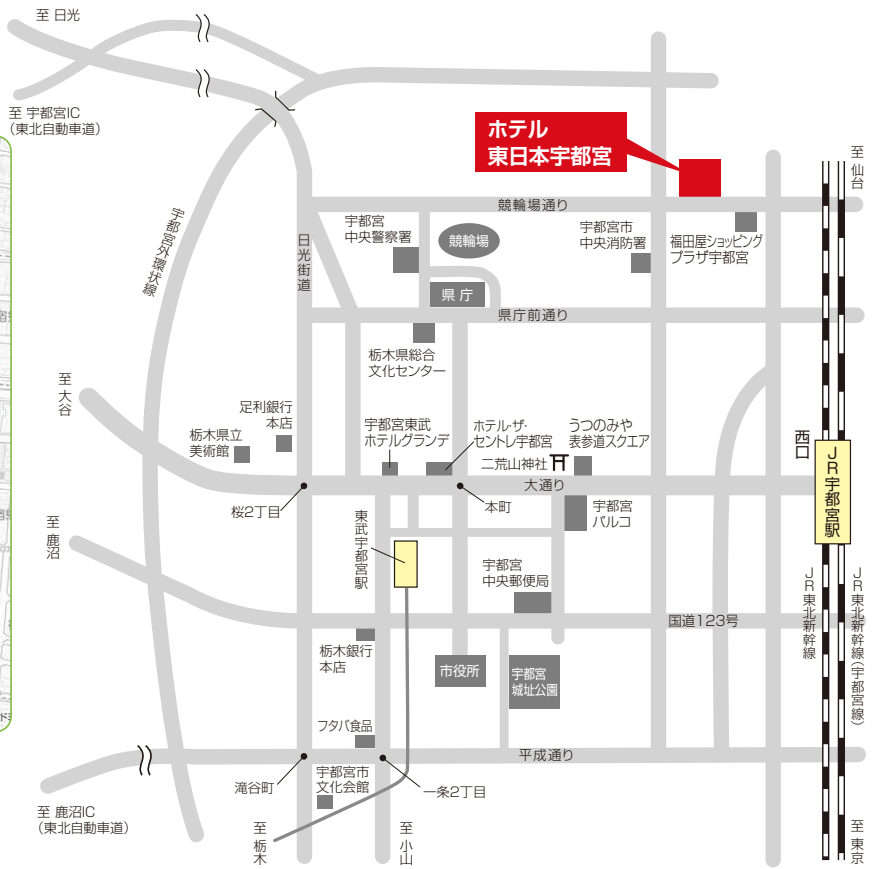 至 日光
至 宇都宮IC
(東北自動車道)
ホテル
東日本宇都宮
至 仙台
競輪場通り
宇都宮
中央警察署
競輪場
宇都宮市
中央消防署
福田屋ショッピング
プラザ宇都宮
宇都宮外環状線
日光街道
県 庁
県庁前通り
栃木県総合
文化センター
至 大谷
足利銀行
本店
栃木県立
美術館
宇都宮東武
ホテルグランデ
ホテル・ザ・
セントレ宇都宮
うつのみや
表参道スクエア
二荒山神社
西口
JR宇都宮駅
大通り
桜2丁目
本町
宇都宮
パルコ
至 鹿沼
東武宇都宮駅
宇都宮
中央郵便局
JR東北新幹線
JR東北新幹線(宇都宮線)
国道123号
栃木銀行
本店
市役所
宇都宮
城址公園
フタバ食品
平成通り
滝谷町
宇都宮市
文化会館
一条2丁目
至 鹿沼IC
(東北自動車道)
至 栃木
至 小山
至 東京